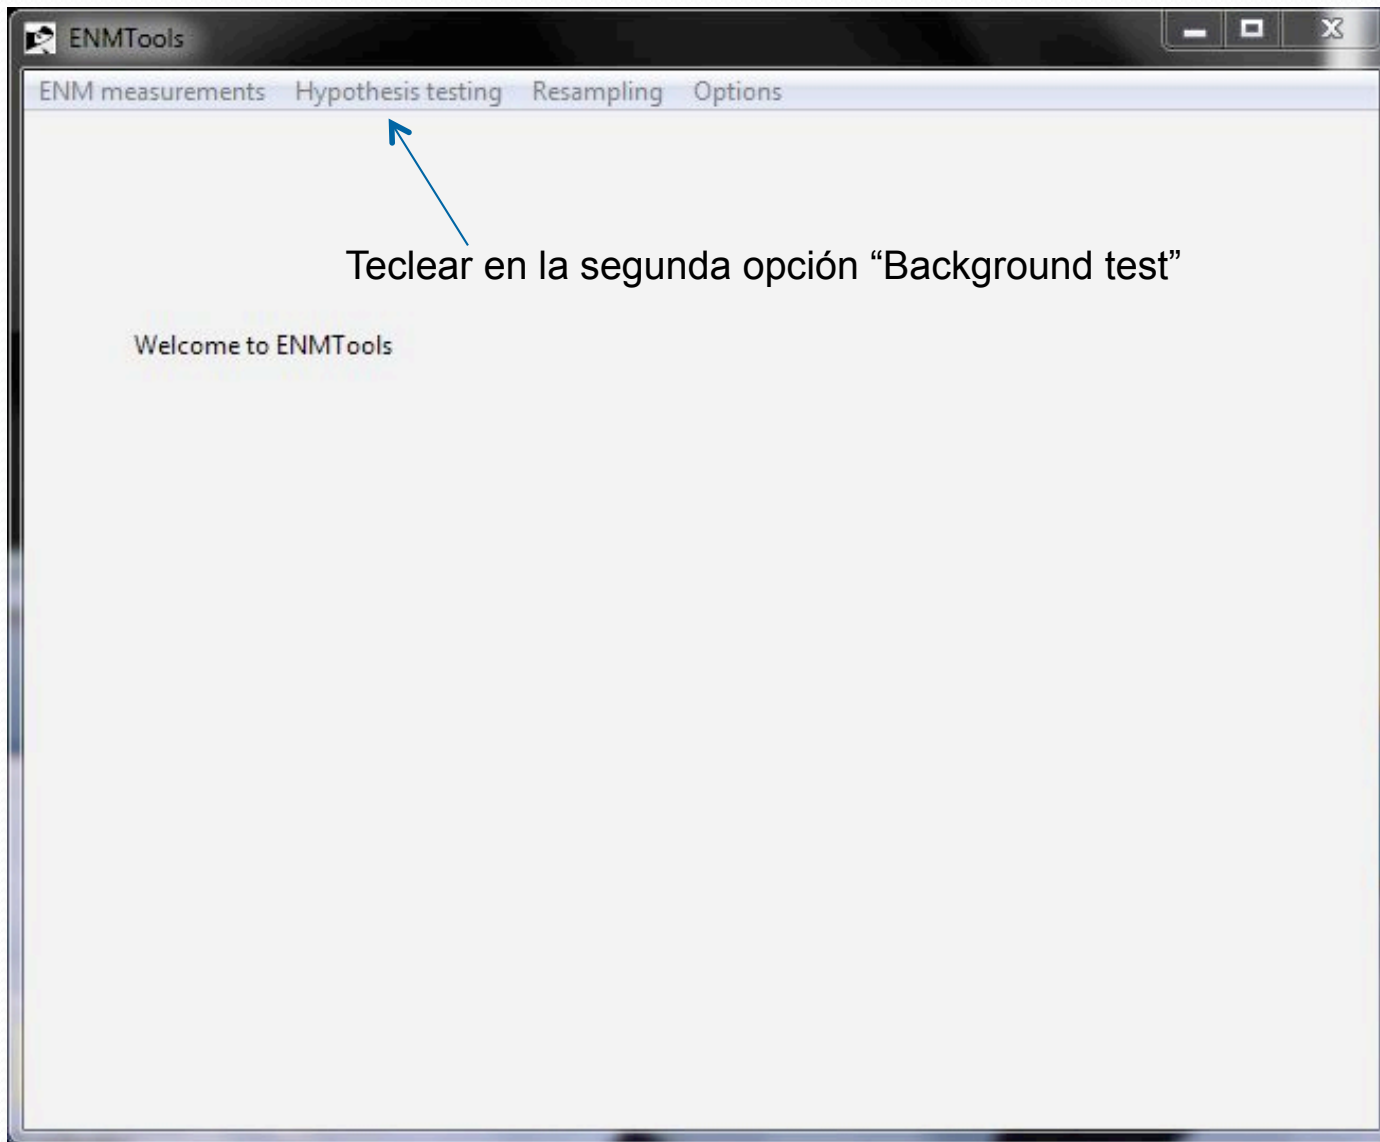 ENMTools
ENM measurements Hypothesis testing Resampling Options
Teclear en la segunda opción “Background test”
Welcome to ENMTools